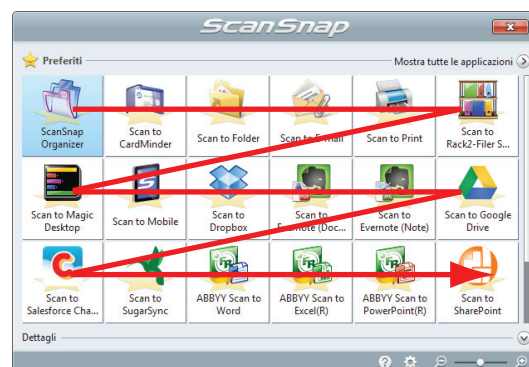 ScanSnap
Preferiti
Mostra tutte le applicazioni
ScanSnap Organizer
Scan to CardMinder
Scan to Folder
Scan to E-mail
Scan to Print
Scan to Rack2-Filer S...
Scan to Magic Desktop
Scan to Mobile
Scan to Dropbox
Scan to Evernote (Doc...
Scan to Evernote (Note)
Scan to Google Drive
Scan to Salesforce Cha...
Scan to SugarSync
ABBYY Scan to Word
ABBYY Scan to Excel(R)
ABBYY Scan to PowerPoint(R)
Scan to SharePoint
Dettagli